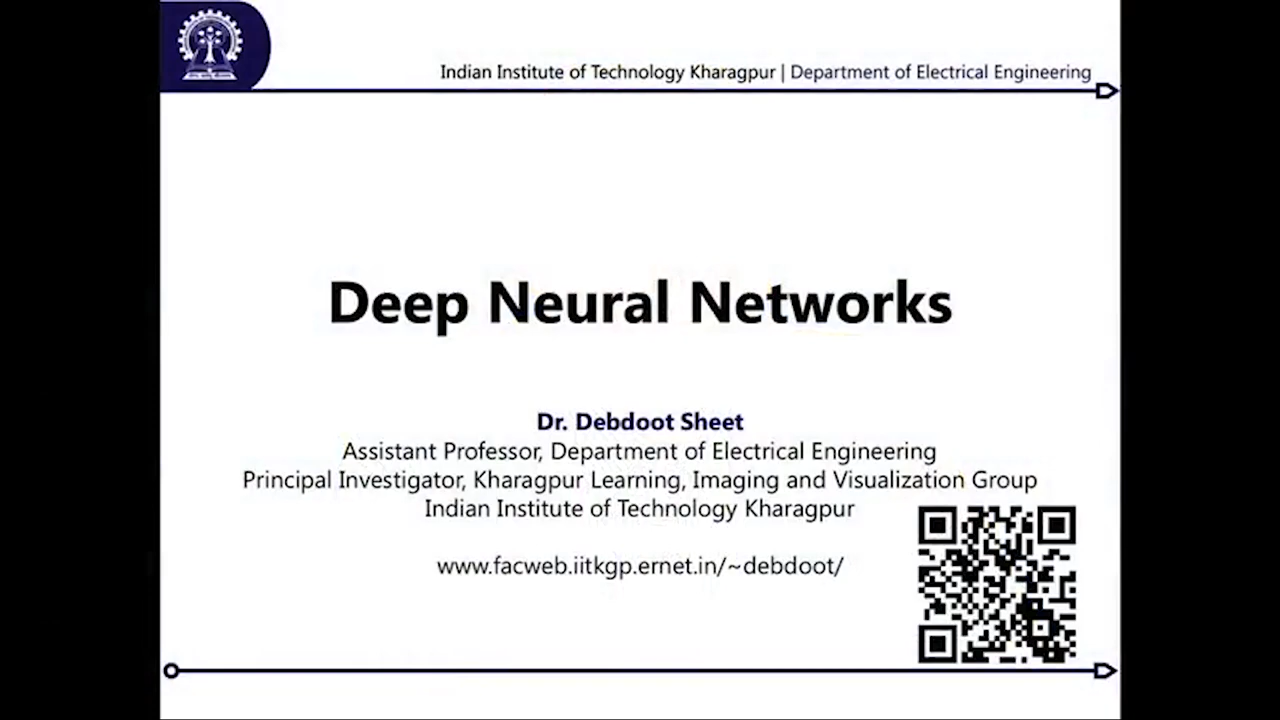 Indian Institute of Technology Kharagpur | Department of Electrical Engineering
Deep Neural Networks
Dr. Debdoot Sheet
Assistant Professor, Department of Electrical Engineering
Principal Investigator, Kharagpur Learning, Imaging and Visualization Group
Indian Institute of Technology Kharagpur
www.facweb.iitkgp.ernet.in/~debdoot/